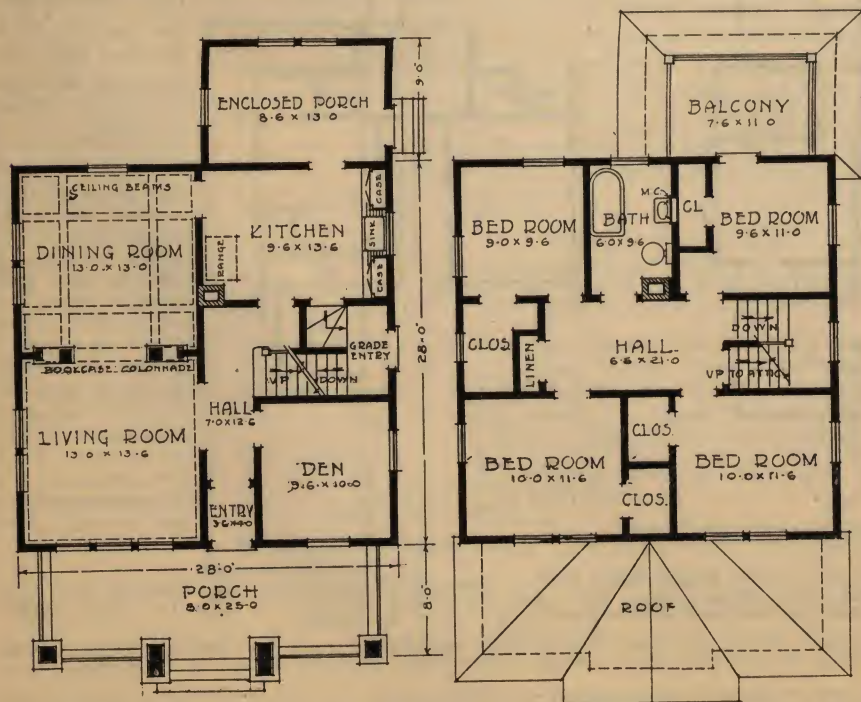 ENCLOSED PORCH
8·6 X 13·0
9·0"
CEILING BEAMS
DINING ROOM
13·0 X 13·0
KITCHEN
9·6 X 13·6
RANGE
CASE
SINK
CASE
GRADE
ENTRY
BOOKCASE COLONNADE
UP
DOWN
28·0"
HALL
7·0 X 12·6
LIVING ROOM
13·0 X 13·6
DEN
9·6 X 10·0
ENTRY
28·0"
PORCH
8·0 X 25·0
8·0"
BALCONY
7·6 X 11·0
BED ROOM
9·0 X 9·6
BATH
6·0 X 9·6
M.C.
CL
BED ROOM
9·6 X 11·0
CLOS.
LINEN
HALL
DOWN
UP TO ATTIC
BED ROOM
10·0 X 11·6
CLOS.
CLOS.
BED ROOM
10·0 X 11·6
ROOF